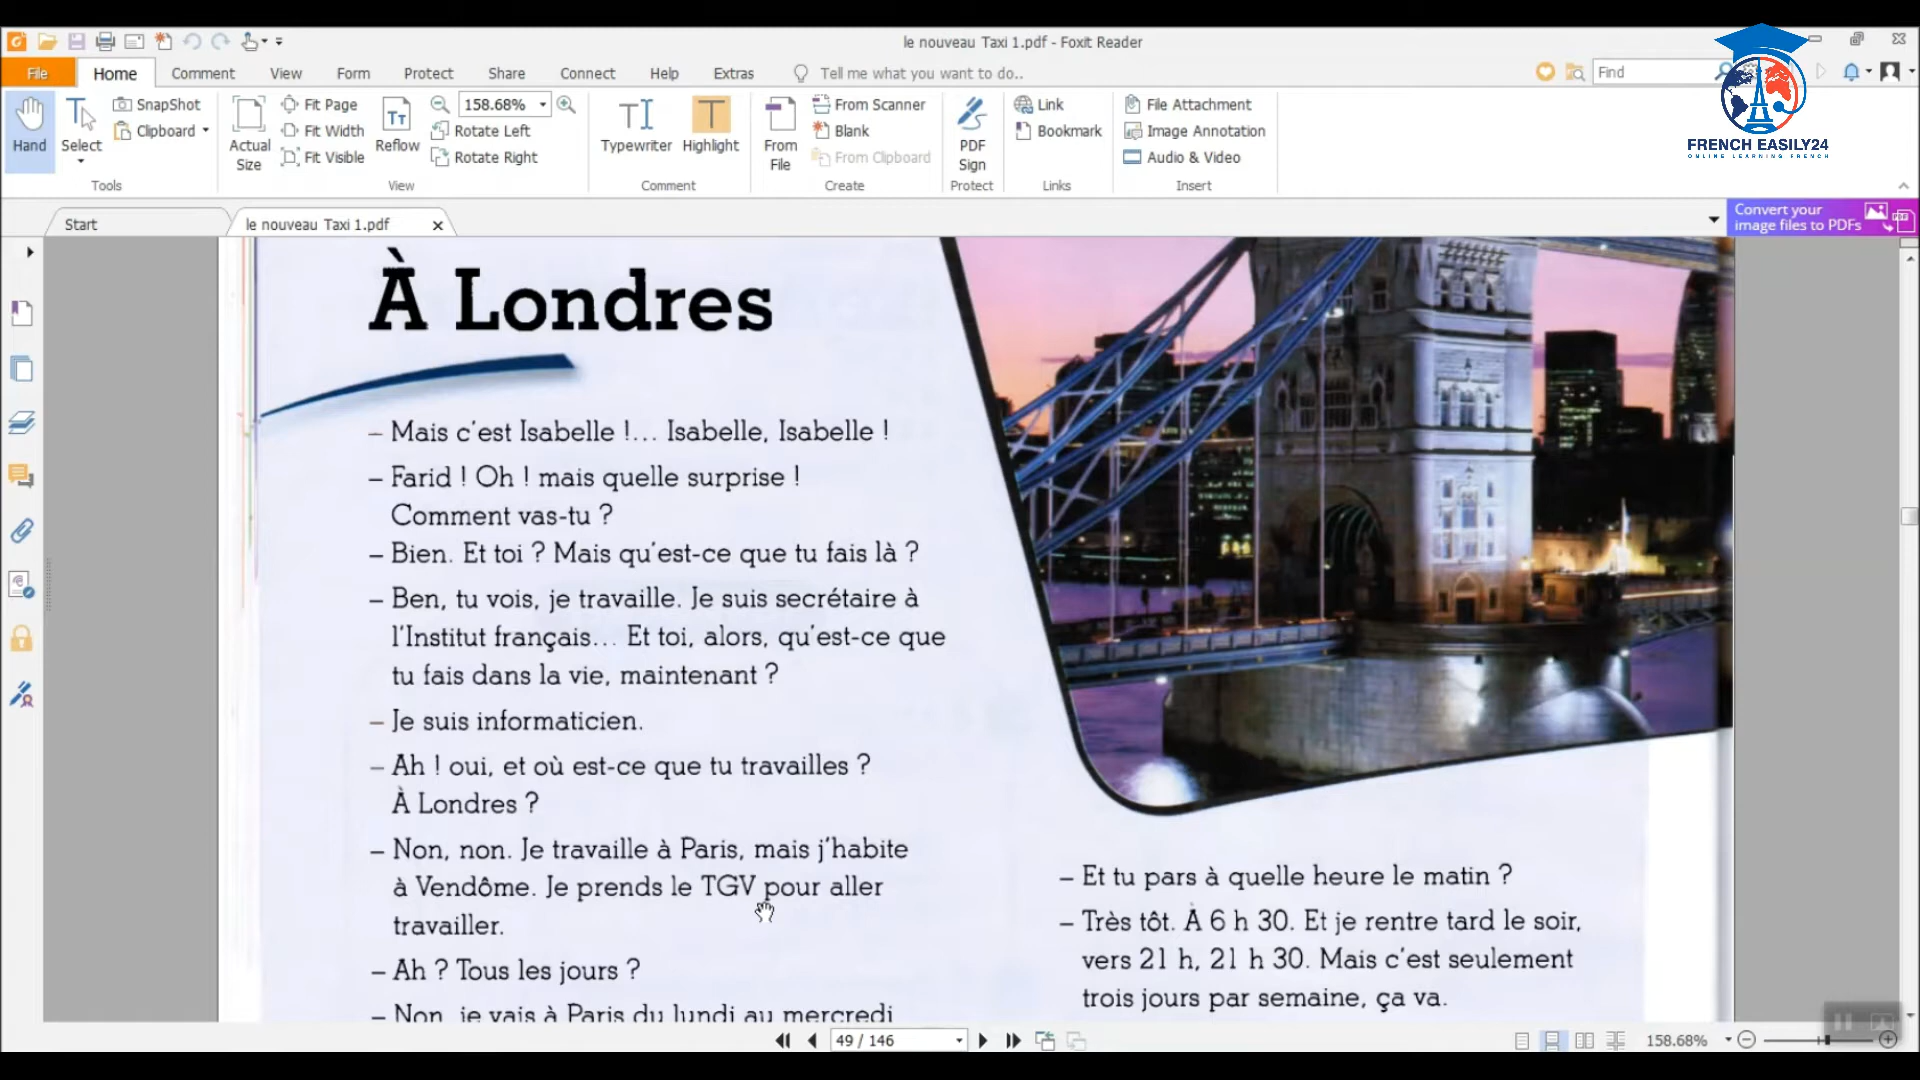 le nouveau Taxi 1.pdf - Foxit Reader
File
Home
Comment
View
Form
Protect
Share
Connect
Help
Extras
Tell me what you want to do..
Find
FRENCH EASILY24
ONLINE LEARNING FRENCH
Hand
Select
SnapShot
Clipboard
Tools
Actual
Size
Fit Page
Fit Width
Fit Visible
Reflow
158.68%
Rotate Left
Rotate Right
View
Typewriter
Highlight
Comment
From
File
From Scanner
Blank
From Clipboard
Create
PDF
Sign
Protect
Link
Bookmark
Links
File Attachment
Image Annotation
Audio & Video
Insert
Start
le nouveau Taxi 1.pdf
Convert your
image files to PDFs
À Londres
– Mais c'est Isabelle !... Isabelle, Isabelle !
– Farid ! Oh ! mais quelle surprise !
Comment vas-tu ?
– Bien. Et toi ? Mais qu'est-ce que tu fais là ?
– Ben, tu vois, je travaille. Je suis secrétaire à
l'Institut français... Et toi, alors, qu'est-ce que
tu fais dans la vie, maintenant ?
– Je suis informaticien.
– Ah ! oui, et où est-ce que tu travailles ?
À Londres ?
– Non, non. Je travaille à Paris, mais j'habite
à Vendôme. Je prends le TGV pour aller
travailler.
– Ah ? Tous les jours ?
– Non, je vais à Paris du lundi au mercredi
– Et tu pars à quelle heure le matin ?
– Très tôt. À 6 h 30. Et je rentre tard le soir,
vers 21 h, 21 h 30. Mais c'est seulement
trois jours par semaine, ça va.
49 / 146
158.68%